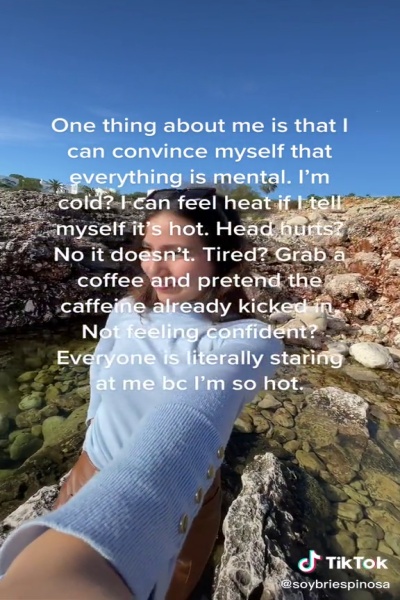 One thing about me is that I
can convince myself that
everything is mental. I'm
cold? I can feel heat if I tell
myself it's hot. Head hurts?
No it doesn't. Tired? Grab a
coffee and pretend the
caffeine already kicked in.
Not feeling confident?
Everyone is literally staring
at me bc I'm so hot.
TikTok
@soybriespinosa